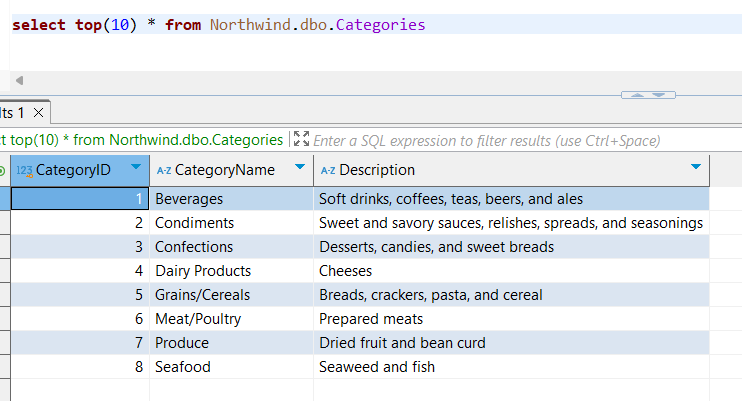 select top(10) * from Northwind.dbo.Categories
lts 1
ct top(10) * from Northwind.dbo.Categories Enter a SQL expression to filter results (use Ctrl+Space)
123 CategoryID A-Z CategoryName A-Z Description
1 Beverages Soft drinks, coffees, teas, beers, and ales
2 Condiments Sweet and savory sauces, relishes, spreads, and seasonings
3 Confections Desserts, candies, and sweet breads
4 Dairy Products Cheeses
5 Grains/Cereals Breads, crackers, pasta, and cereal
6 Meat/Poultry Prepared meats
7 Produce Dried fruit and bean curd
8 Seafood Seaweed and fish